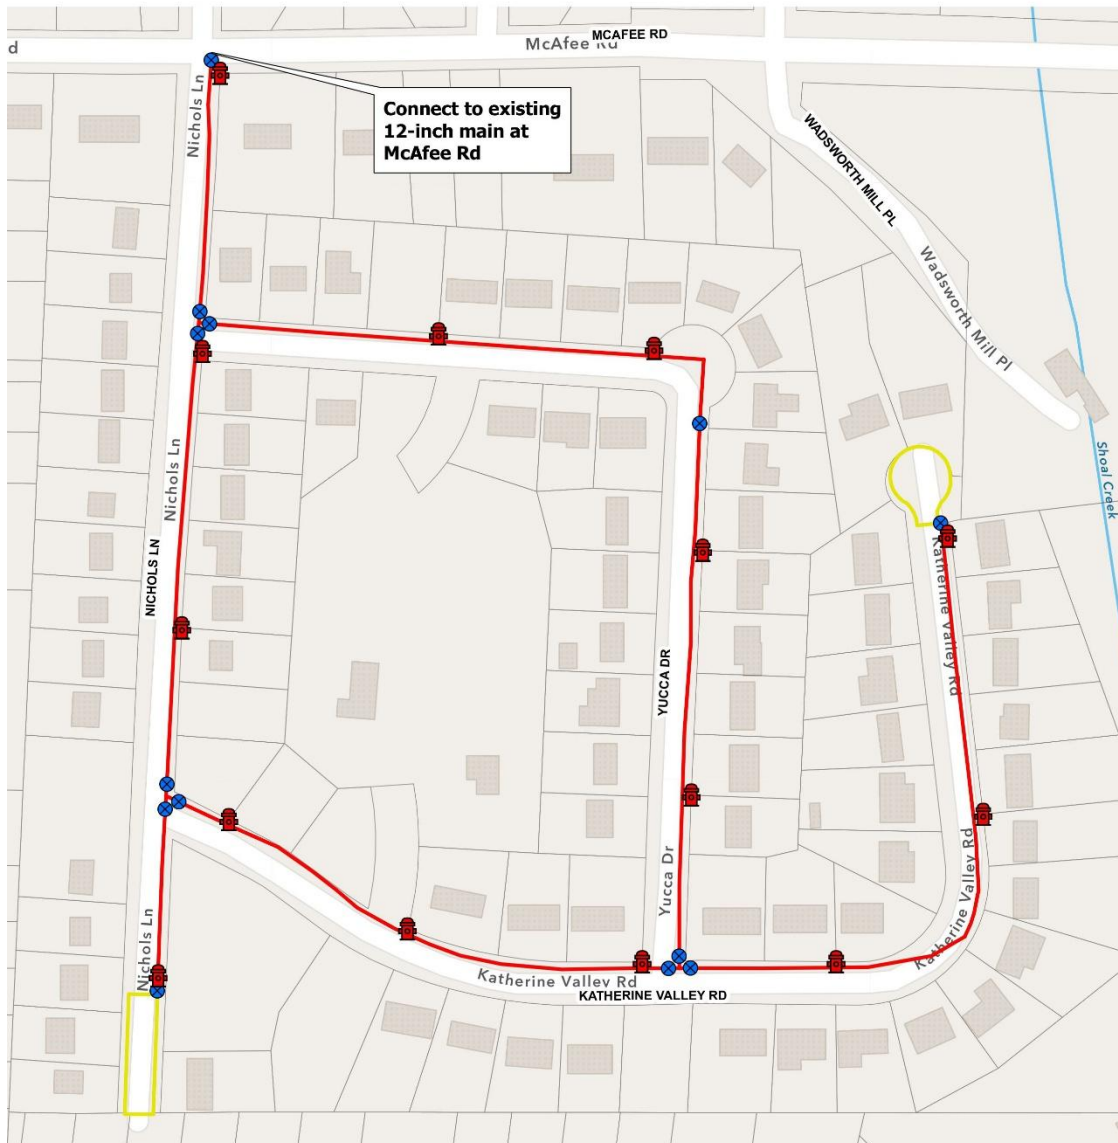 d
McAfee Rd
MCAFEE RD
Nichols Ln
Connect to existing
12-inch main at
McAfee Rd
WADSWORTH MILL PL
Wadsworth Mill Pl
Shoal Creek
Nichols Ln
NICHOLS LN
Katherine Valley Rd
YUCCA DR
Yucca Dr
Katherine Valley Rd
Nichols Ln
Katherine Valley Rd
KATHERINE VALLEY RD